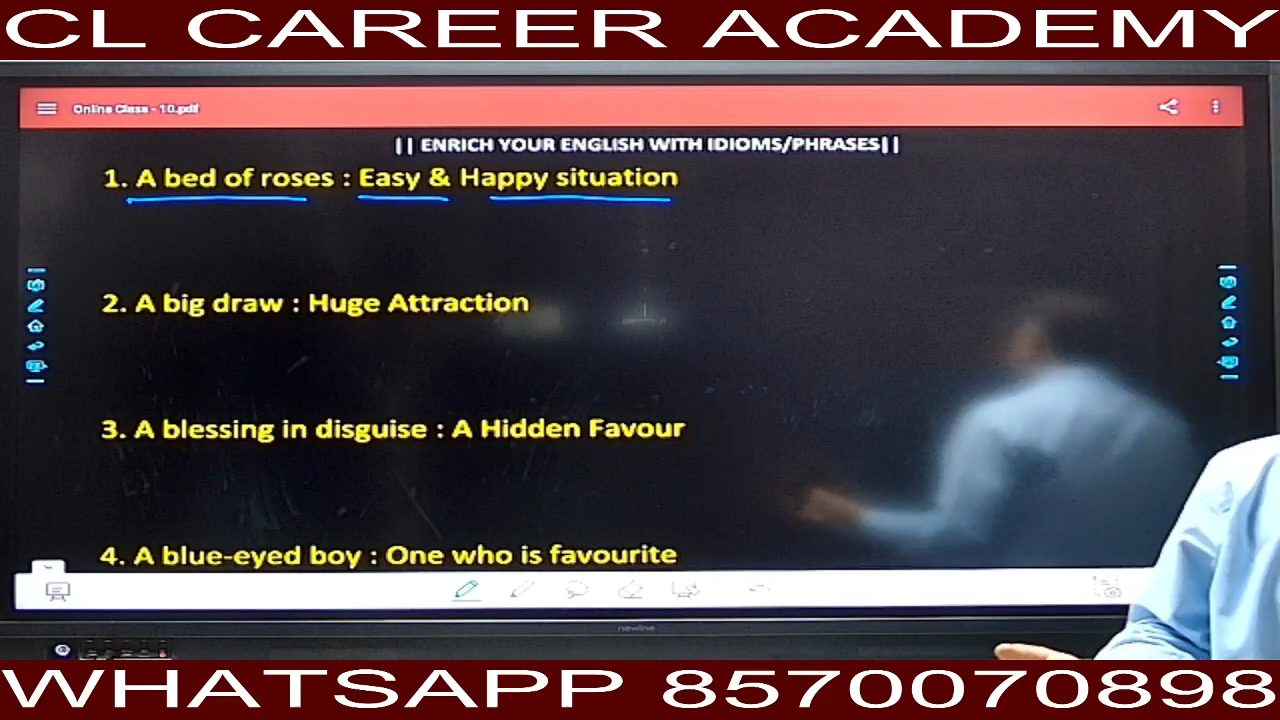 CL CAREER ACADEMY
Online Class - 10.pdf
|| ENRICH YOUR ENGLISH WITH IDIOMS/PHRASES||
1. A bed of roses : Easy & Happy situation
2. A big draw : Huge Attraction
3. A blessing in disguise : A Hidden Favour
4. A blue-eyed boy : One who is favourite
newline
WHATSAPP 8570070898